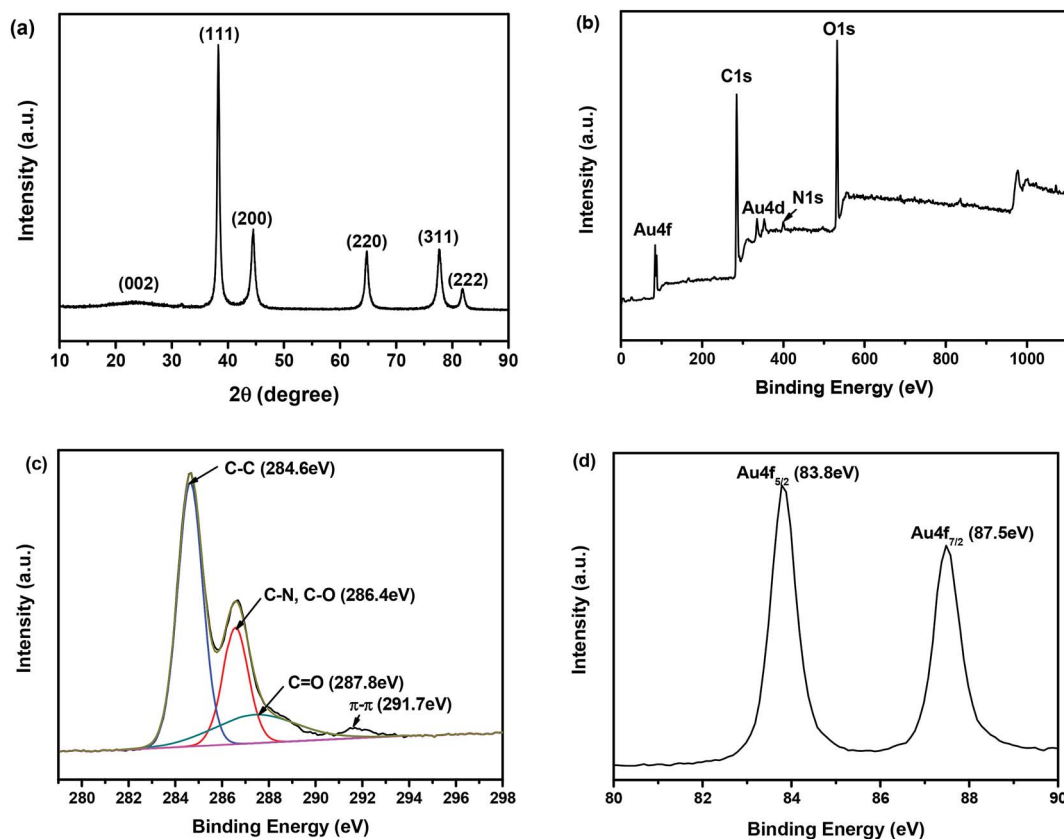 (a)
(111)
(200)
(220)
(311)
(222)
(002)
Intensity (a.u.)
10 20 30 40 50 60 70 80 90
2θ (degree)
(b)
O1s
C1s
Au4d
N1s
Au4f
Intensity (a.u.)
0 200 400 600 800 1000
Binding Energy (eV)
(c)
C-C (284.6eV)
C-N, C-O (286.4eV)
C=O (287.8eV)
π-π (291.7eV)
Intensity (a.u.)
280 282 284 286 288 290 292 294 296 298
Binding Energy (eV)
(d)
Au4f5/2 (83.8eV)
Au4f7/2 (87.5eV)
Intensity (a.u.)
80 82 84 86 88 90
Binding Energy (eV)